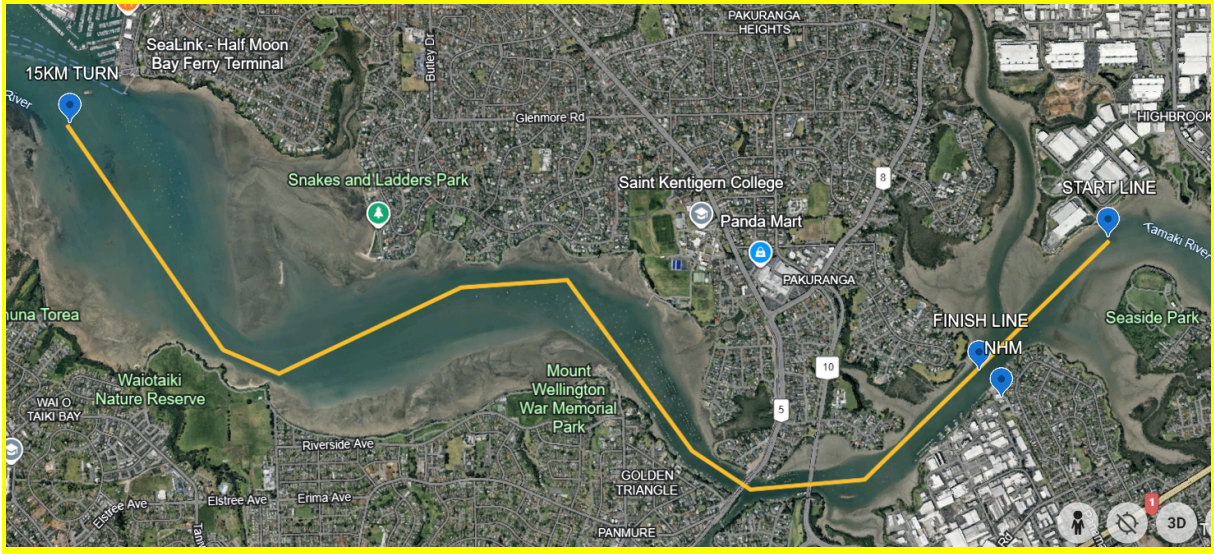 PAKURANGA
HEIGHTS
SeaLink - Half Moon
Bay Ferry Terminal
Butley Dr
15KM TURN
River
Glenmore Rd
HIGHBROOK
8
Snakes and Ladders Park
Saint Kentigern College
START LINE
Panda Mart
Tamaki River
PAKURANGA
Seaside Park
FINISH LINE
NHM
10
Waiotaiki
Nature Reserve
Mount
Wellington
War Memorial
Park
WAI O
TAIKI BAY
5
Riverside Ave
GOLDEN
TRIANGLE
Elstree Ave
Elstree Ave
Erima Ave
PANMURE
1
3D
Rd